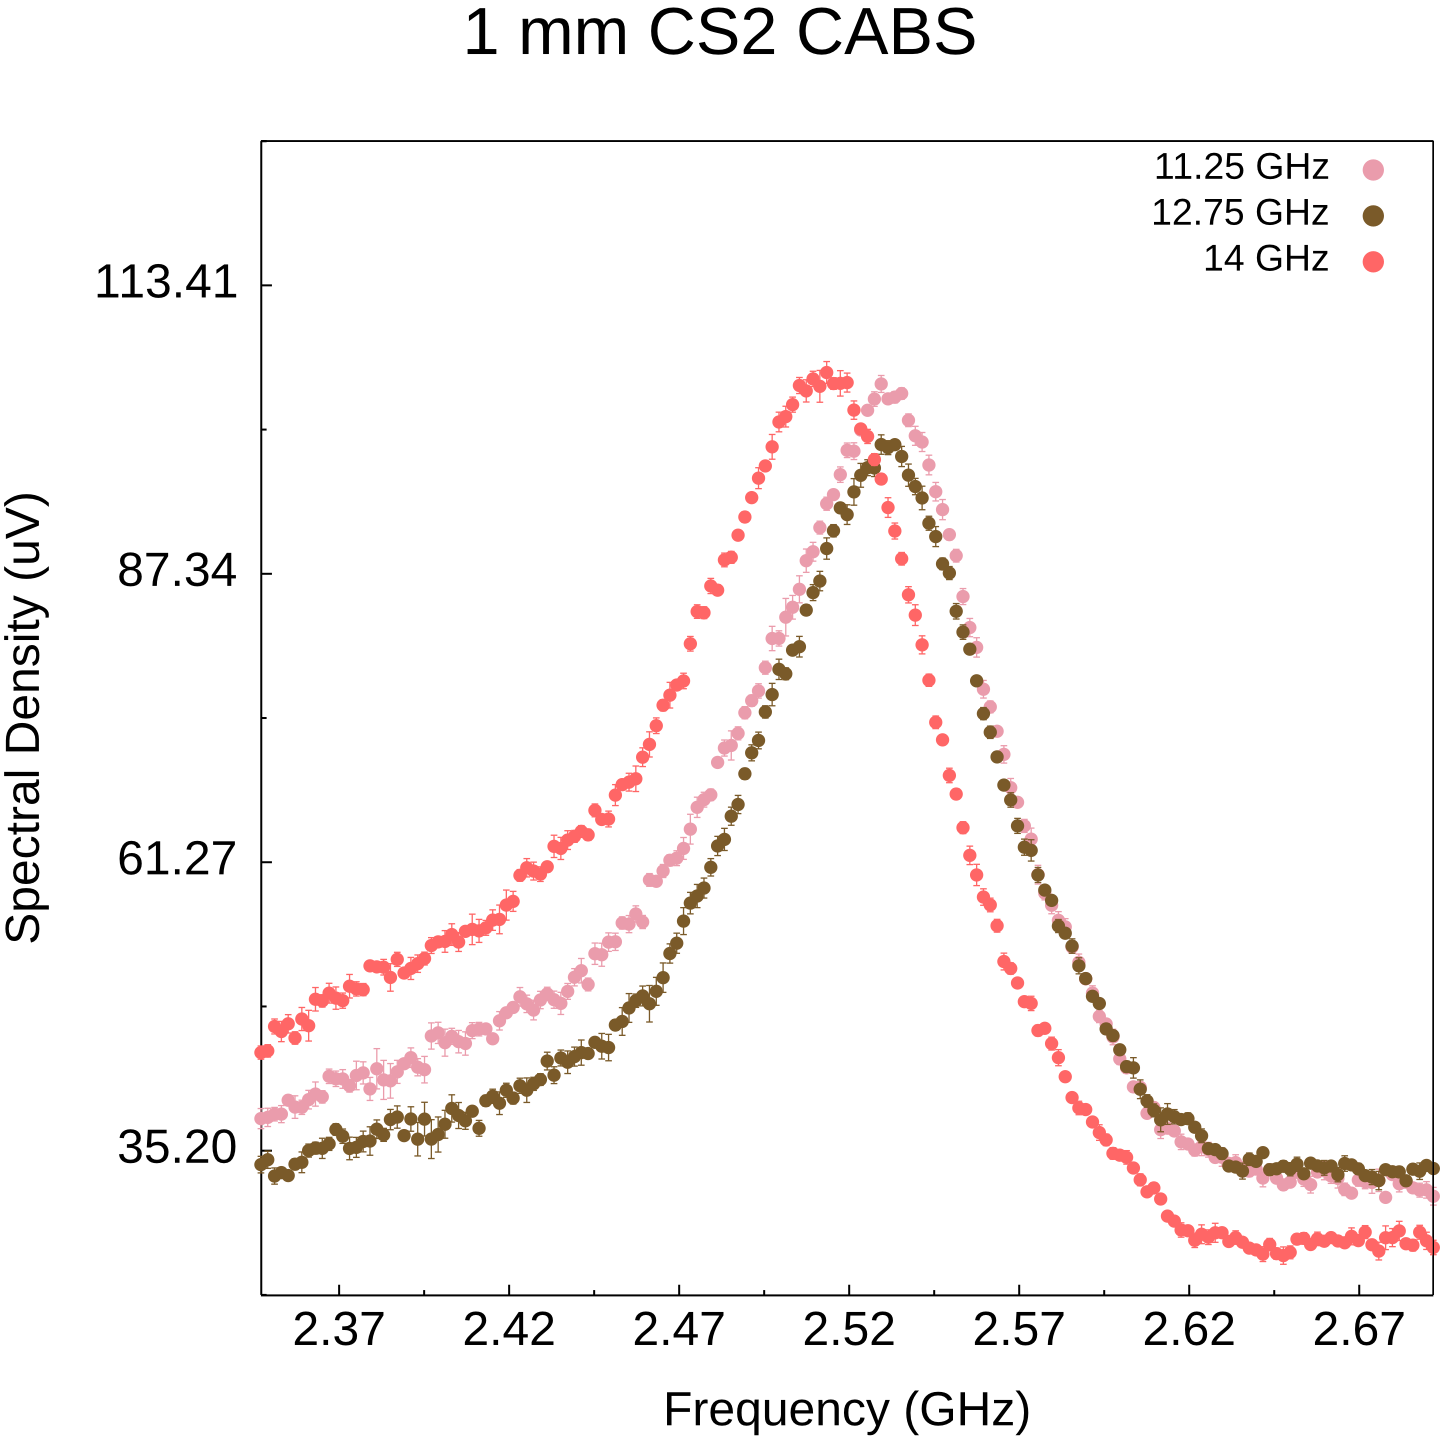 1 mm CS2 CABS
11.25 GHz
12.75 GHz
14 GHz
113.41
87.34
61.27
35.20
Spectral Density (uV)
2.37 2.42 2.47 2.52 2.57 2.62 2.67
Frequency (GHz)